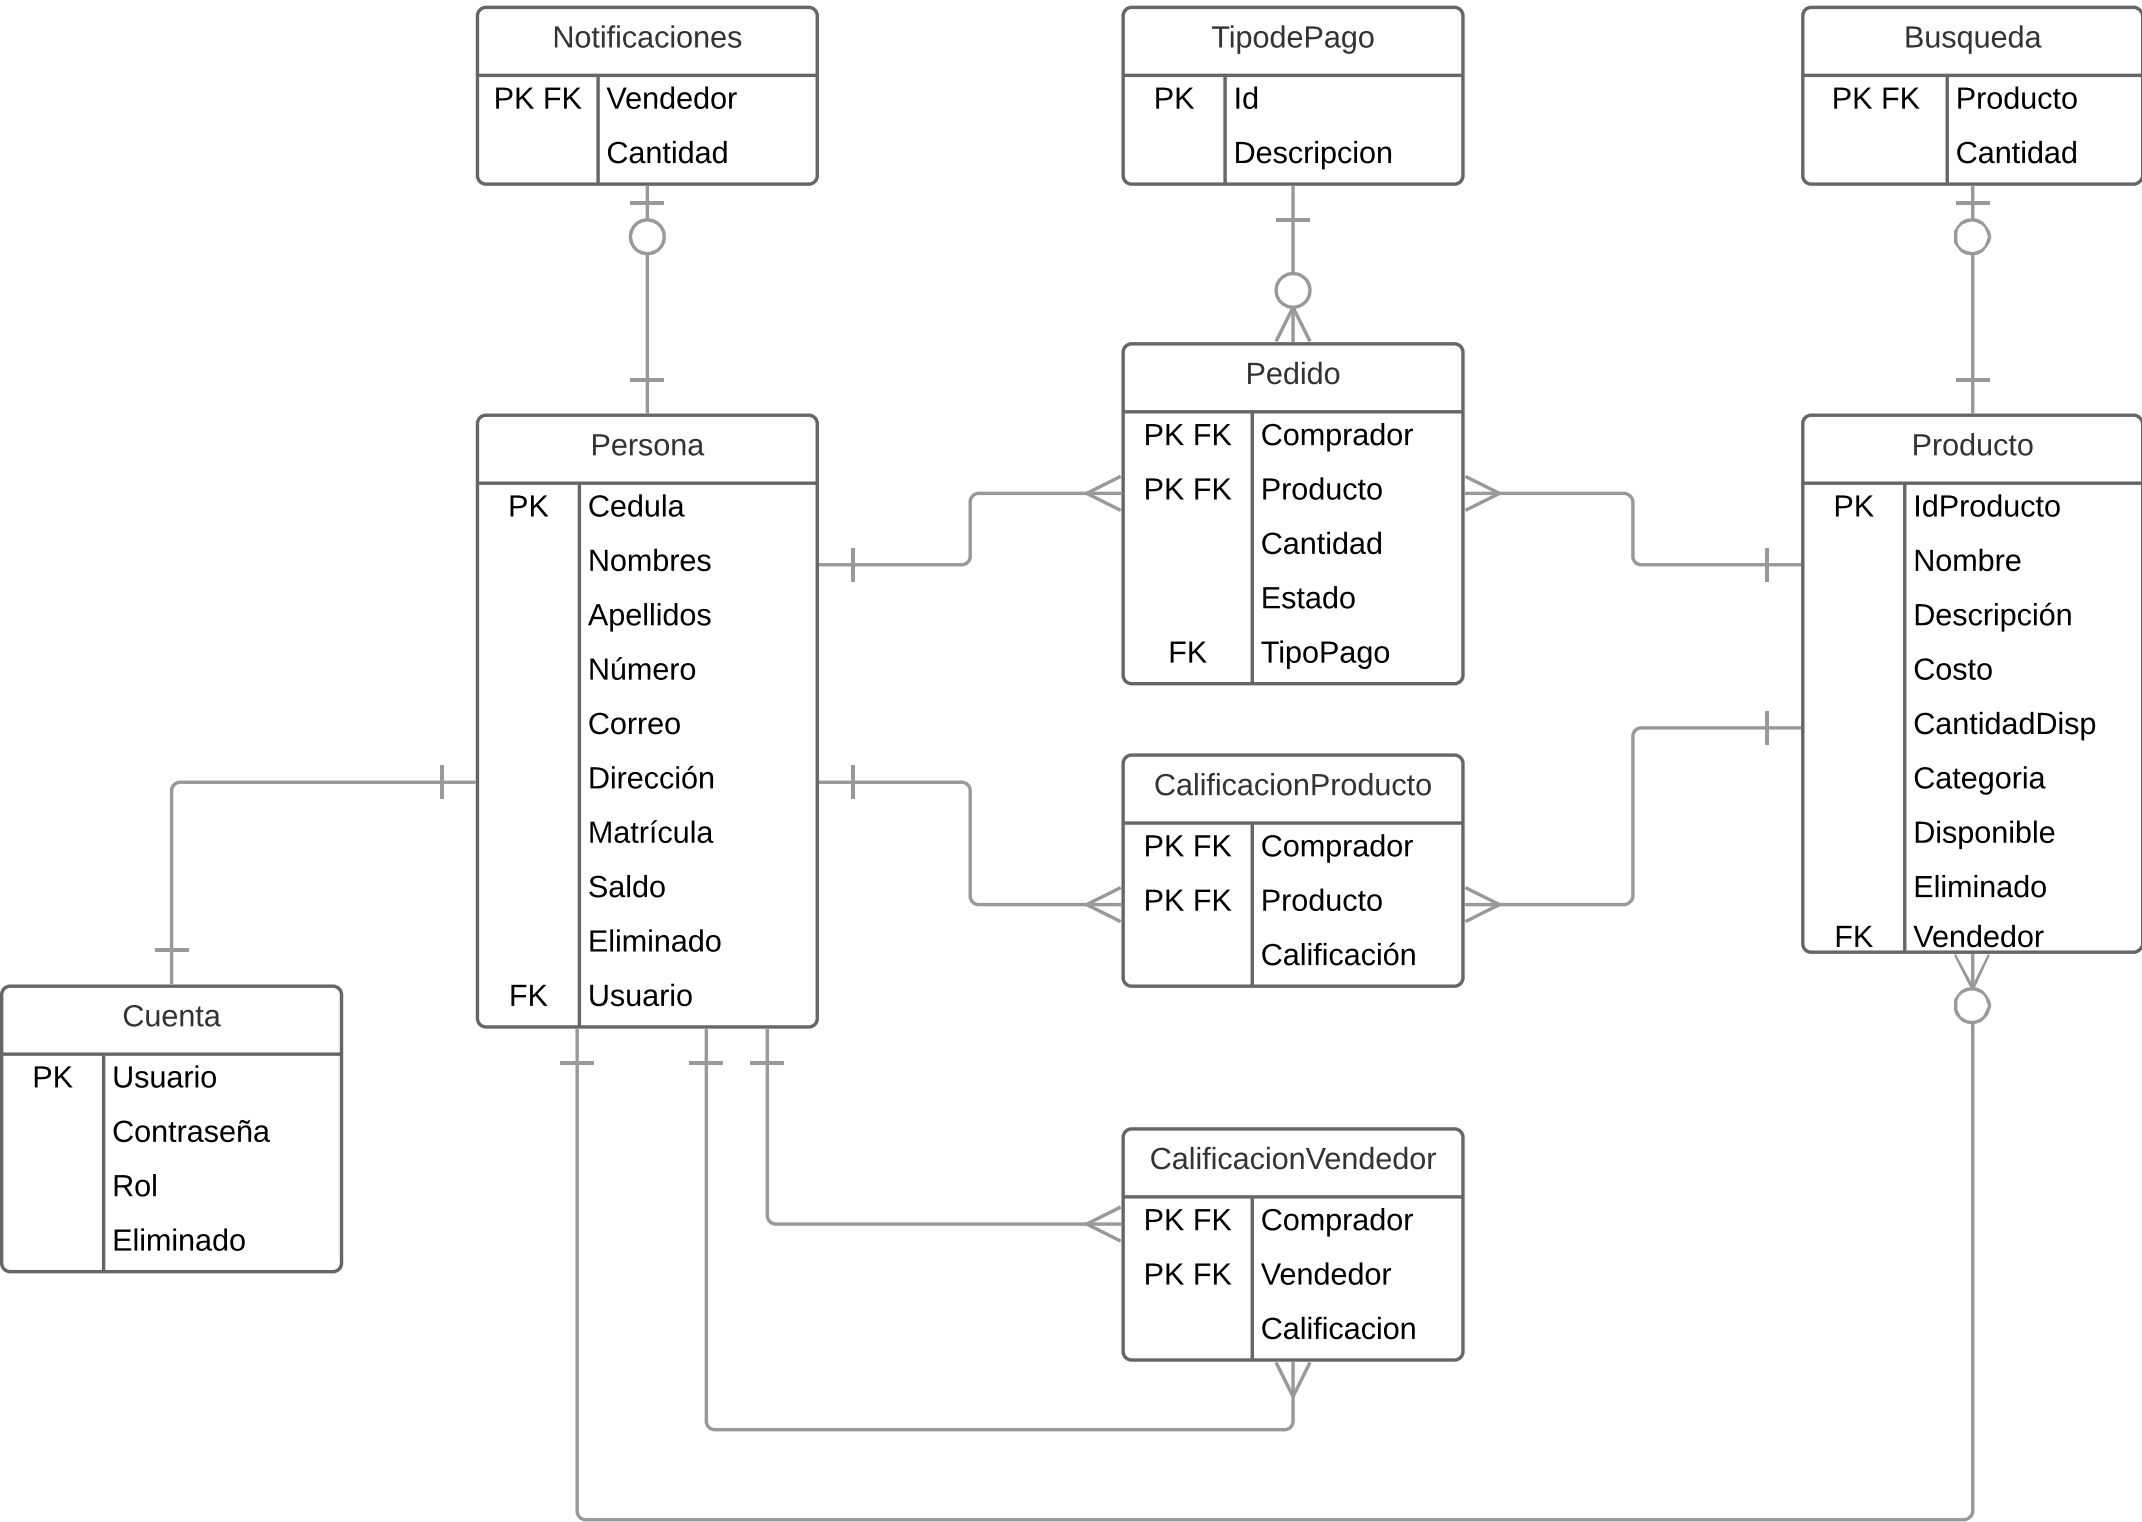 Notificaciones
PK FK Vendedor
Cantidad
TipodePago
PK Id
Descripcion
Busqueda
PK FK Producto
Cantidad
Persona
PK Cedula
Nombres
Apellidos
Número
Correo
Dirección
Matrícula
Saldo
Eliminado
FK Usuario
Pedido
PK FK Comprador
PK FK Producto
Cantidad
Estado
FK TipoPago
Producto
PK IdProducto
Nombre
Descripción
Costo
CantidadDisp
Categoria
Disponible
Eliminado
FK Vendedor
CalificacionProducto
PK FK Comprador
PK FK Producto
Calificación
Cuenta
PK Usuario
Contraseña
Rol
Eliminado
CalificacionVendedor
PK FK Comprador
PK FK Vendedor
Calificacion